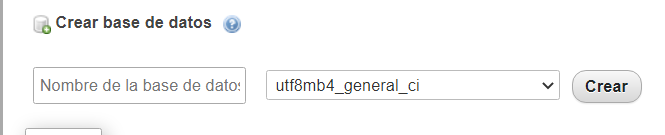 Crear base de datos
Nombre de la base de datos
utf8mb4_general_ci
Crear